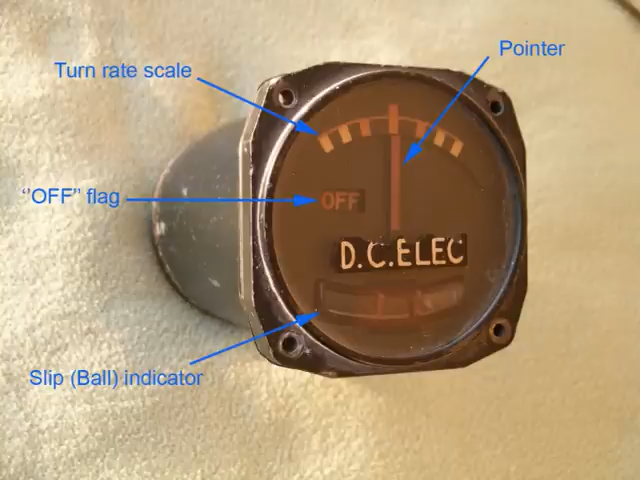 Pointer
Turn rate scale
‘’OFF’’ flag
OFF
D.C.ELEC
Slip (Ball) indicator